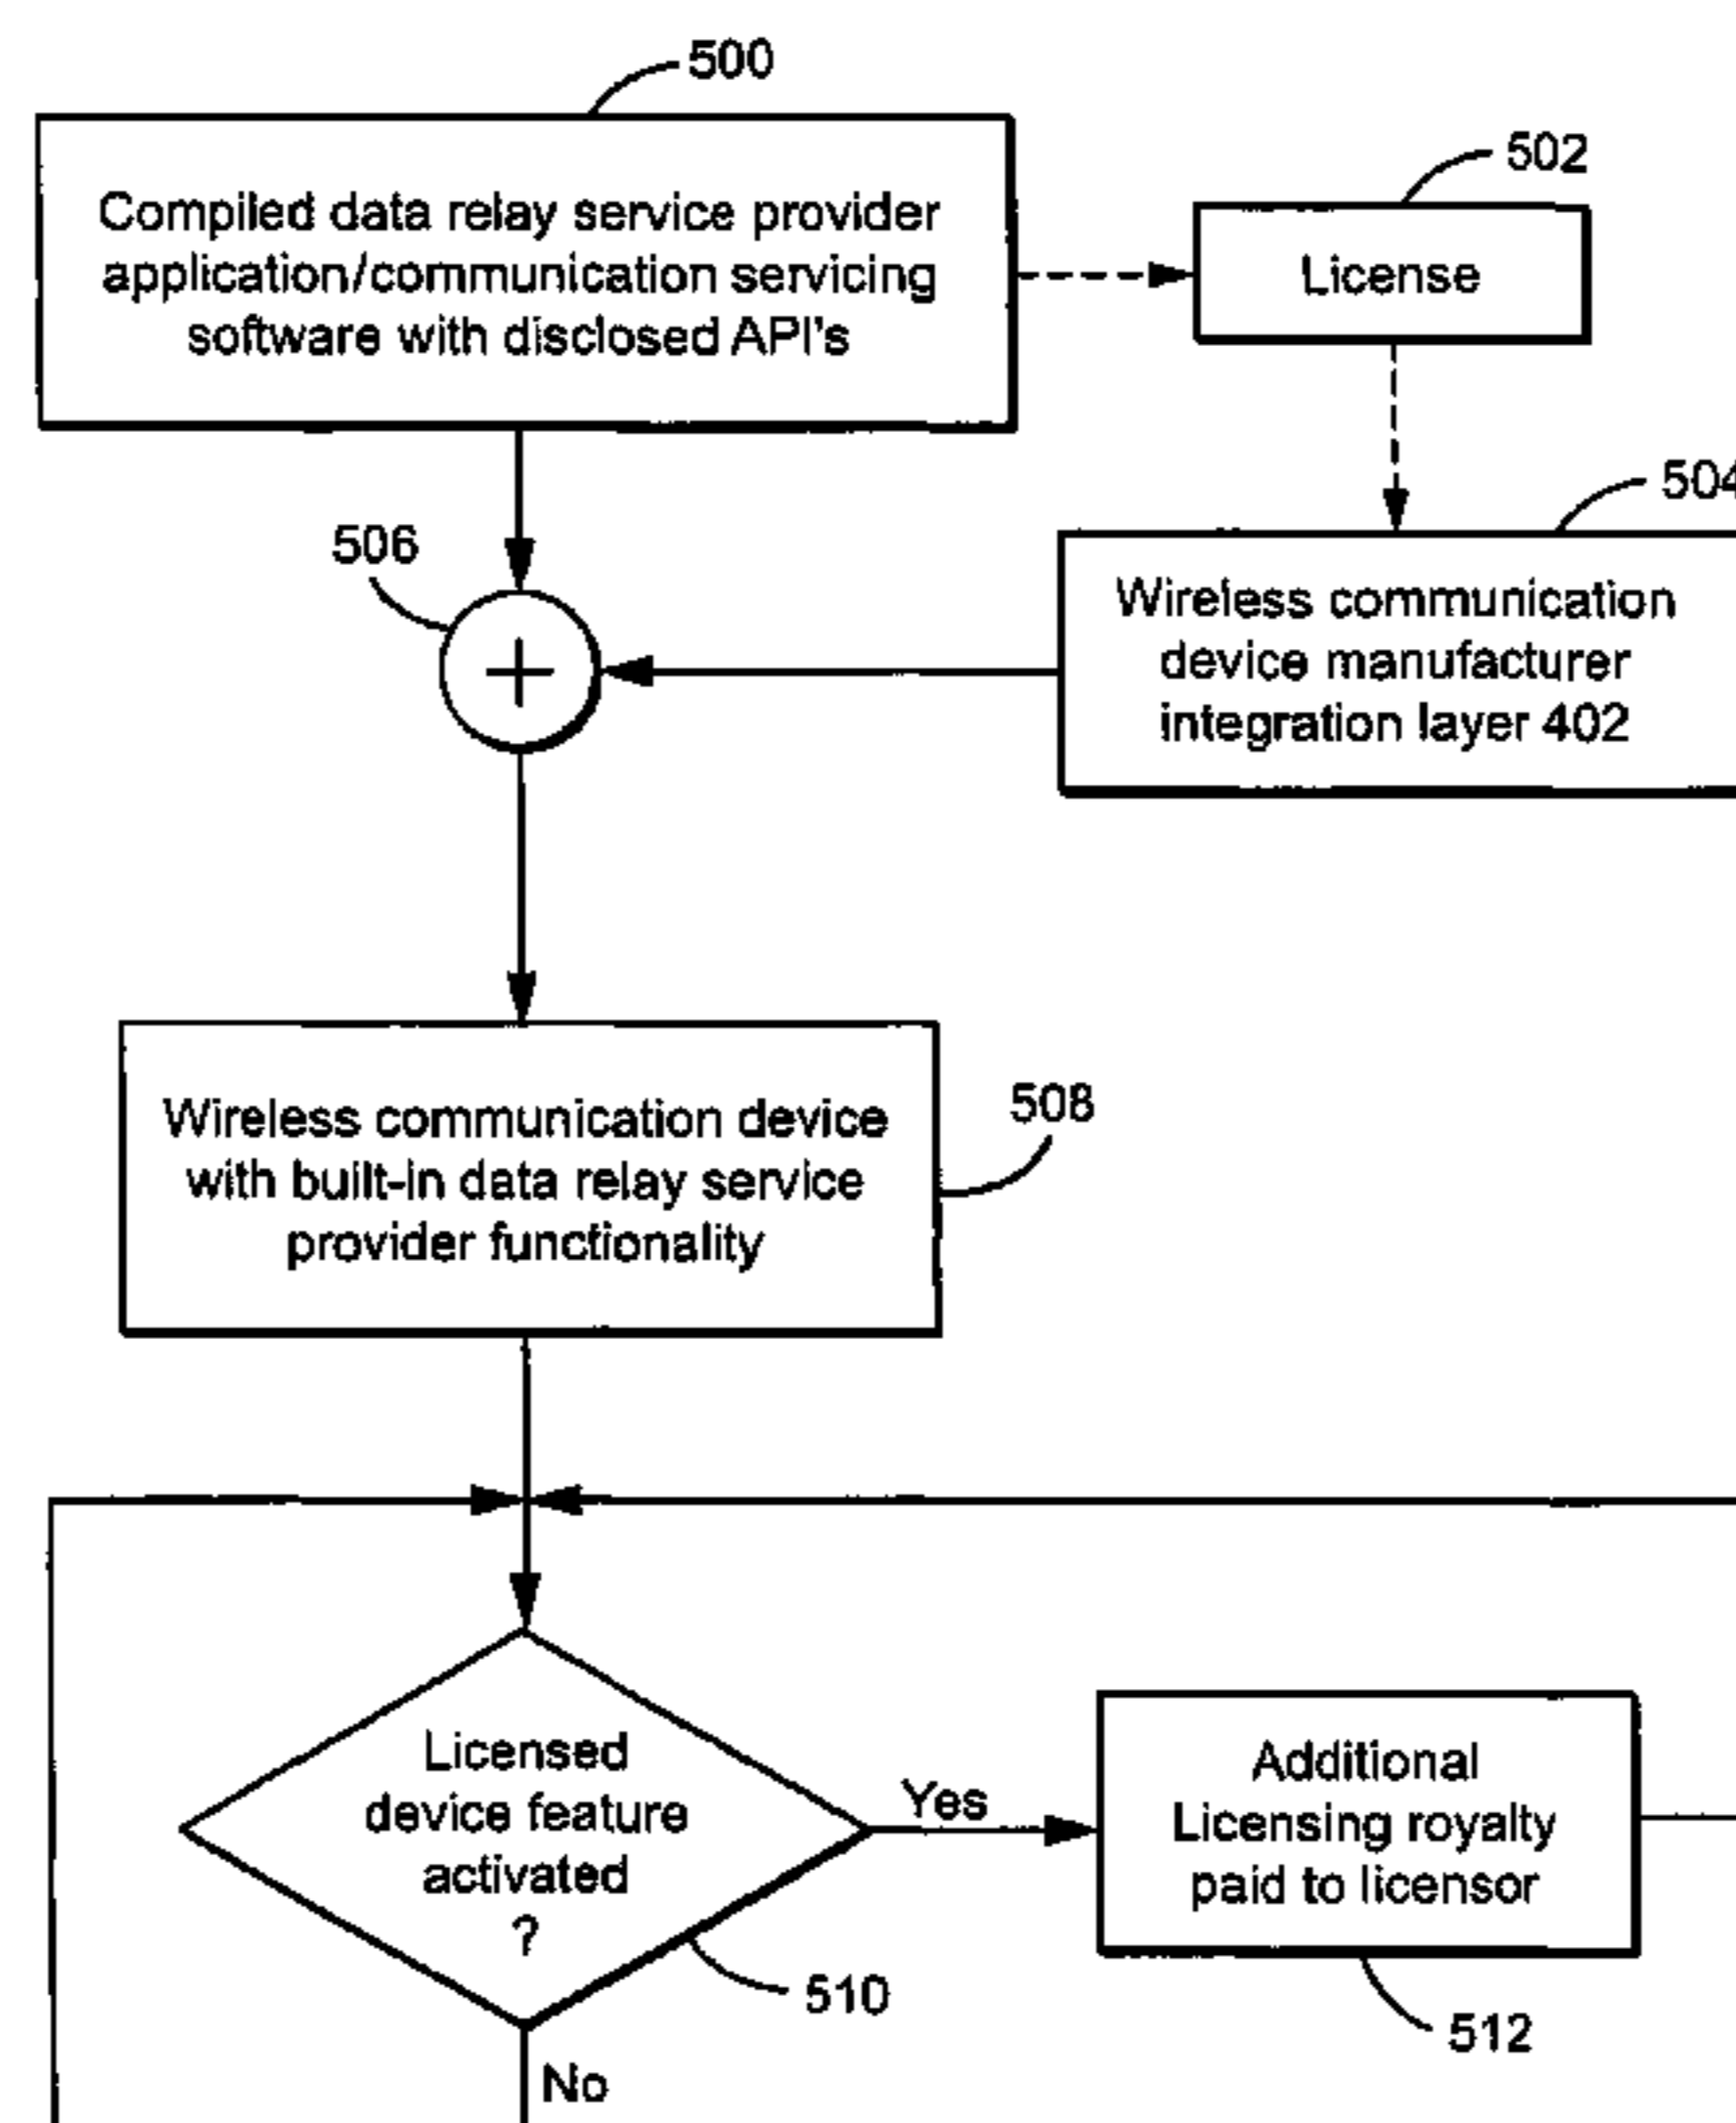 500
Compiled data relay service provider
application/communication servicing
software with disclosed API's
502
License
504
Wireless communication
device manufacturer
integration layer 402
506
+
Wireless communication device
with built-in data relay service
provider functionality
508
Licensed
device feature
activated
?
Yes
Additional
Licensing royalty
paid to licensor
510
512
No